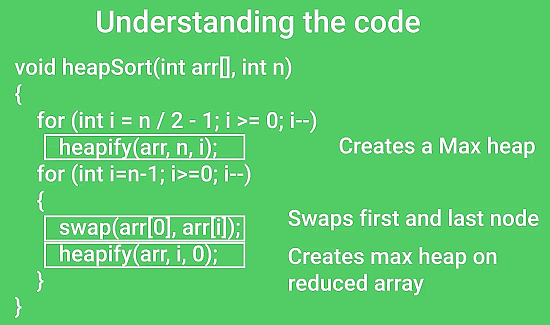 Understanding the code
void heapSort(int arr[], int n)
{
for (int i = n / 2 - 1; i >= 0; i--)
heapify(arr, n, i);
Creates a Max heap
for (int i=n-1; i>=0; i--)
{
swap(arr[0], arr[i]);
Swaps first and last node
heapify(arr, i, 0);
Creates max heap on
reduced array
}
}